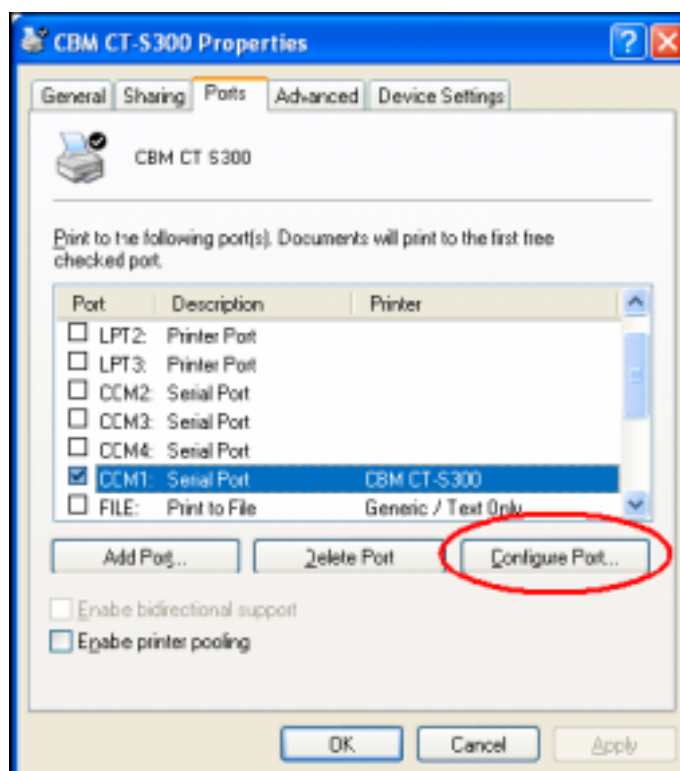 CBM CT-S300 Properties
General Sharing Ports Advanced Device Settings
CBM CT S300
Print to the following port(s). Documents will print to the first free
checked port.
Port Description Printer
LPT2: Printer Port
LPT3: Printer Port
COM2: Serial Port
COM3: Serial Port
COM4: Serial Port
COM1: Serial Port CBM CT-S300
FILE: Print to File Generic / Text Only
Add Port... Delete Port Configure Port...
Enable bidirectional support
Enable printer pooling
OK Cancel Apply